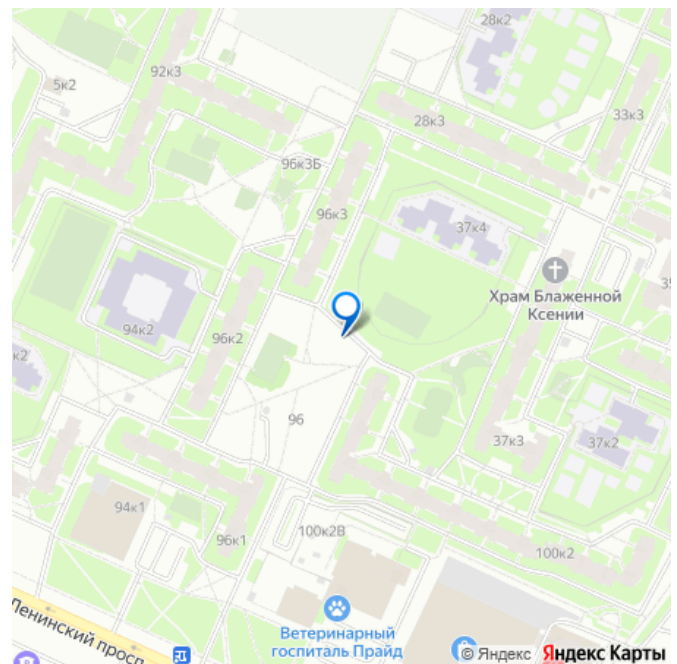 28к2
92к3
5к2
28к3
33к3
96к3Б
96к3
37к4
Храм Блаженной
Ксении
94к2
96к2
96
37к3
37к2
94к1
96к1
100к2В
100к2
Ленинский просп.
Ветеринарный
госпиталь Прайд
© Яндекс Яндекс Карты